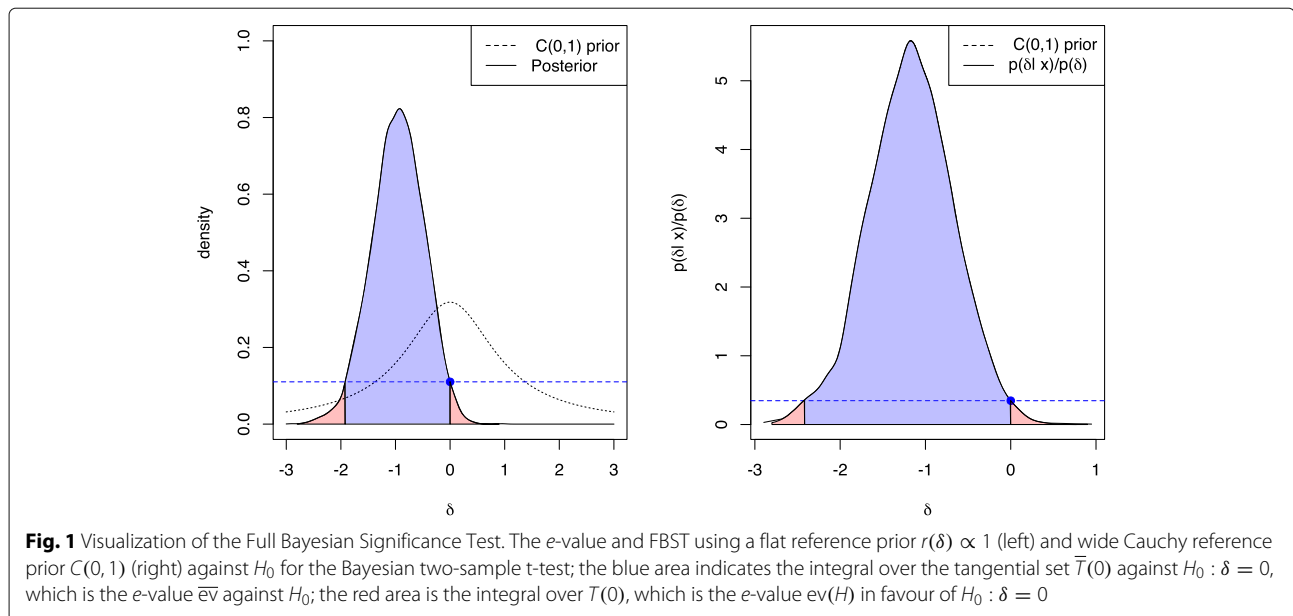 C(0,1) prior
Posterior
density
1.0
0.8
0.6
0.4
0.2
0.0
-3 -2 -1 0 1 2 3
δ
C(0,1) prior
p(δ| x)/p(δ)
p(δ| x)/p(δ)
5
4
3
2
1
0
-3 -2 -1 0 1
δ
Fig. 1 Visualization of the Full Bayesian Significance Test. The e-value and FBST using a flat reference prior r(δ) ∝ 1 (left) and wide Cauchy reference
prior C(0, 1) (right) against H₀ for the Bayesian two-sample t-test; the blue area indicates the integral over the tangential set T̅(0) against H₀ : δ = 0,
which is the e-value e̅v̅ against H₀; the red area is the integral over T(0), which is the e-value ev(H) in favour of H₀ : δ = 0